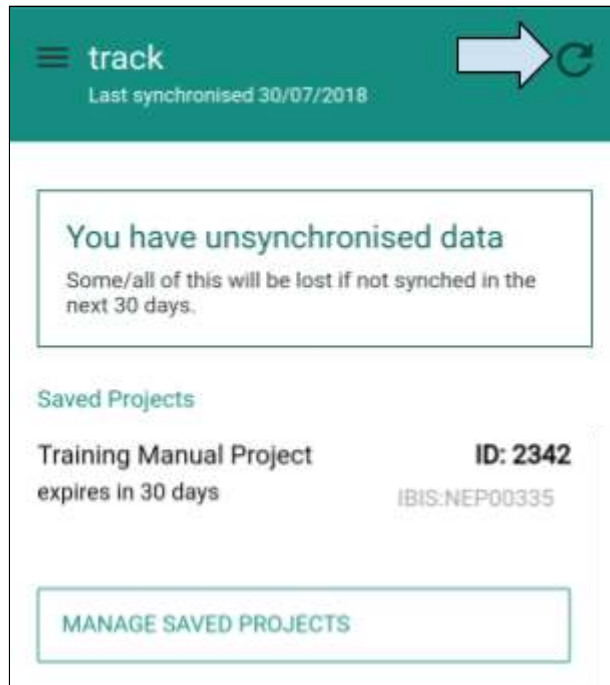 track
Last synchronised 30/07/2018
You have unsynchronised data
Some/all of this will be lost if not synched in the
next 30 days.
Saved Projects
Training Manual Project ID: 2342
expires in 30 days IBIS:NEP00335
MANAGE SAVED PROJECTS